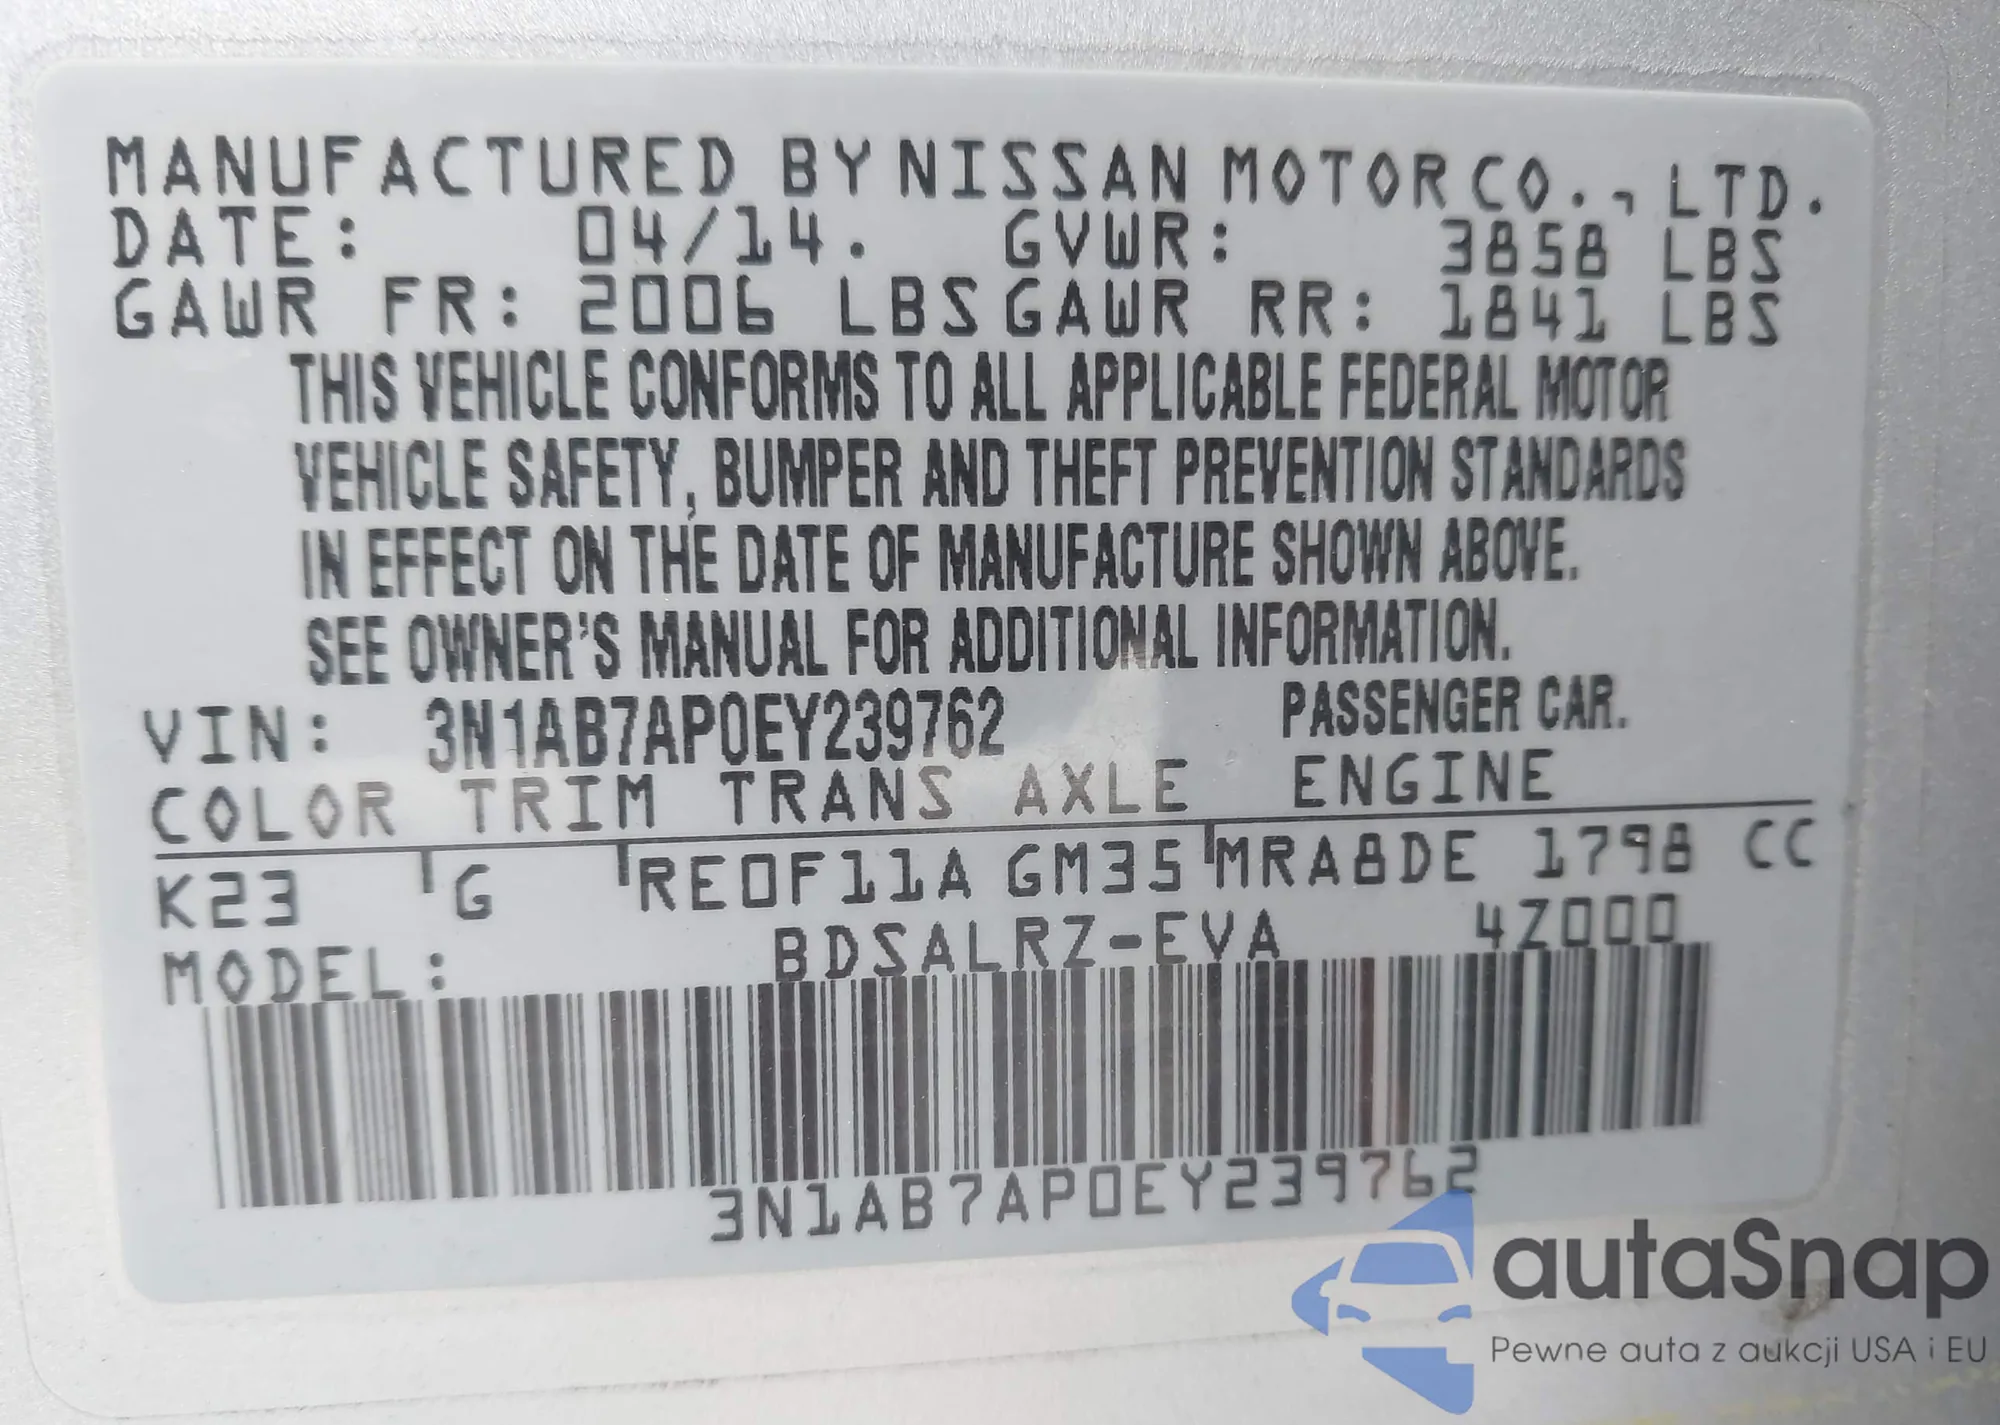 MANUFACTURED BY NISSAN MOTOR CO., LTD.
DATE: 04/14. GVWR: 3858 LBS
GAWR FR: 2006 LBS GAWR RR: 1841 LBS
THIS VEHICLE CONFORMS TO ALL APPLICABLE FEDERAL MOTOR
VEHICLE SAFETY, BUMPER AND THEFT PREVENTION STANDARDS
IN EFFECT ON THE DATE OF MANUFACTURE SHOWN ABOVE.
SEE OWNER'S MANUAL FOR ADDITIONAL INFORMATION.
VIN: 3N1AB7AP0EY239762 PASSENGER CAR.
COLOR TRIM TRANS AXLE ENGINE
K23 G RE0F11A GM35 MRA8DE 1798 CC
MODEL: BDSALRZ-EVA 4Z000
3N1AB7AP0EY239762
autaSnap
Pewne auta z aukcji USA i EU